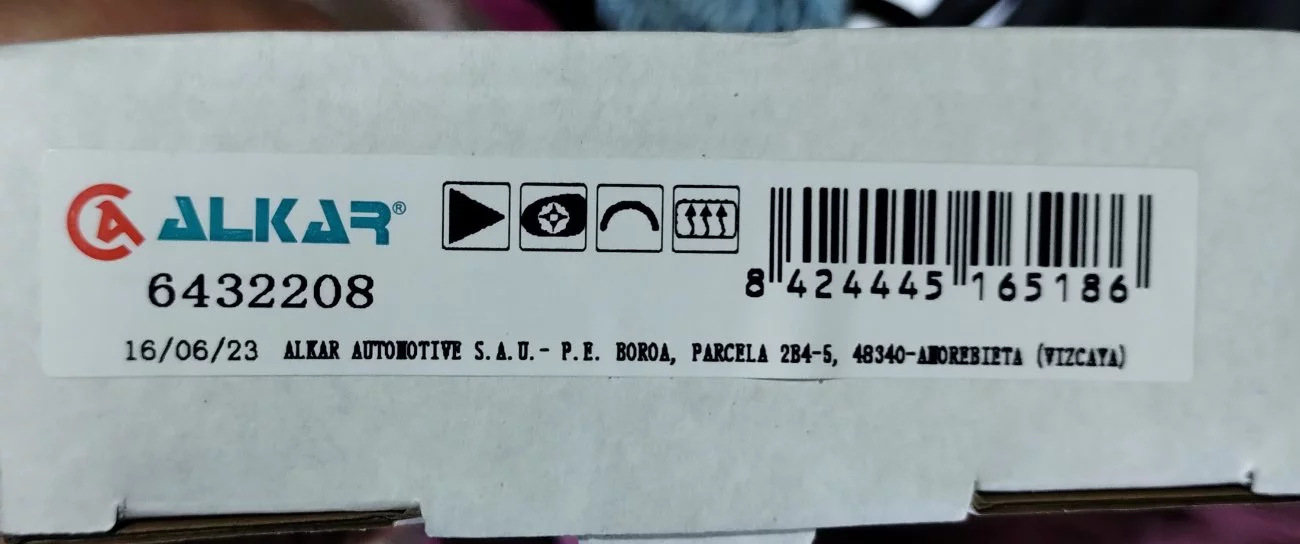 ALKAR®
6432208
8 424445 165186
16/06/23 ALKAR AUTOMOTIVE S.A.U.- P.E. BOROA, PARCELA 2B4-5, 48340-AMOREBIETA (VIZCAYA)